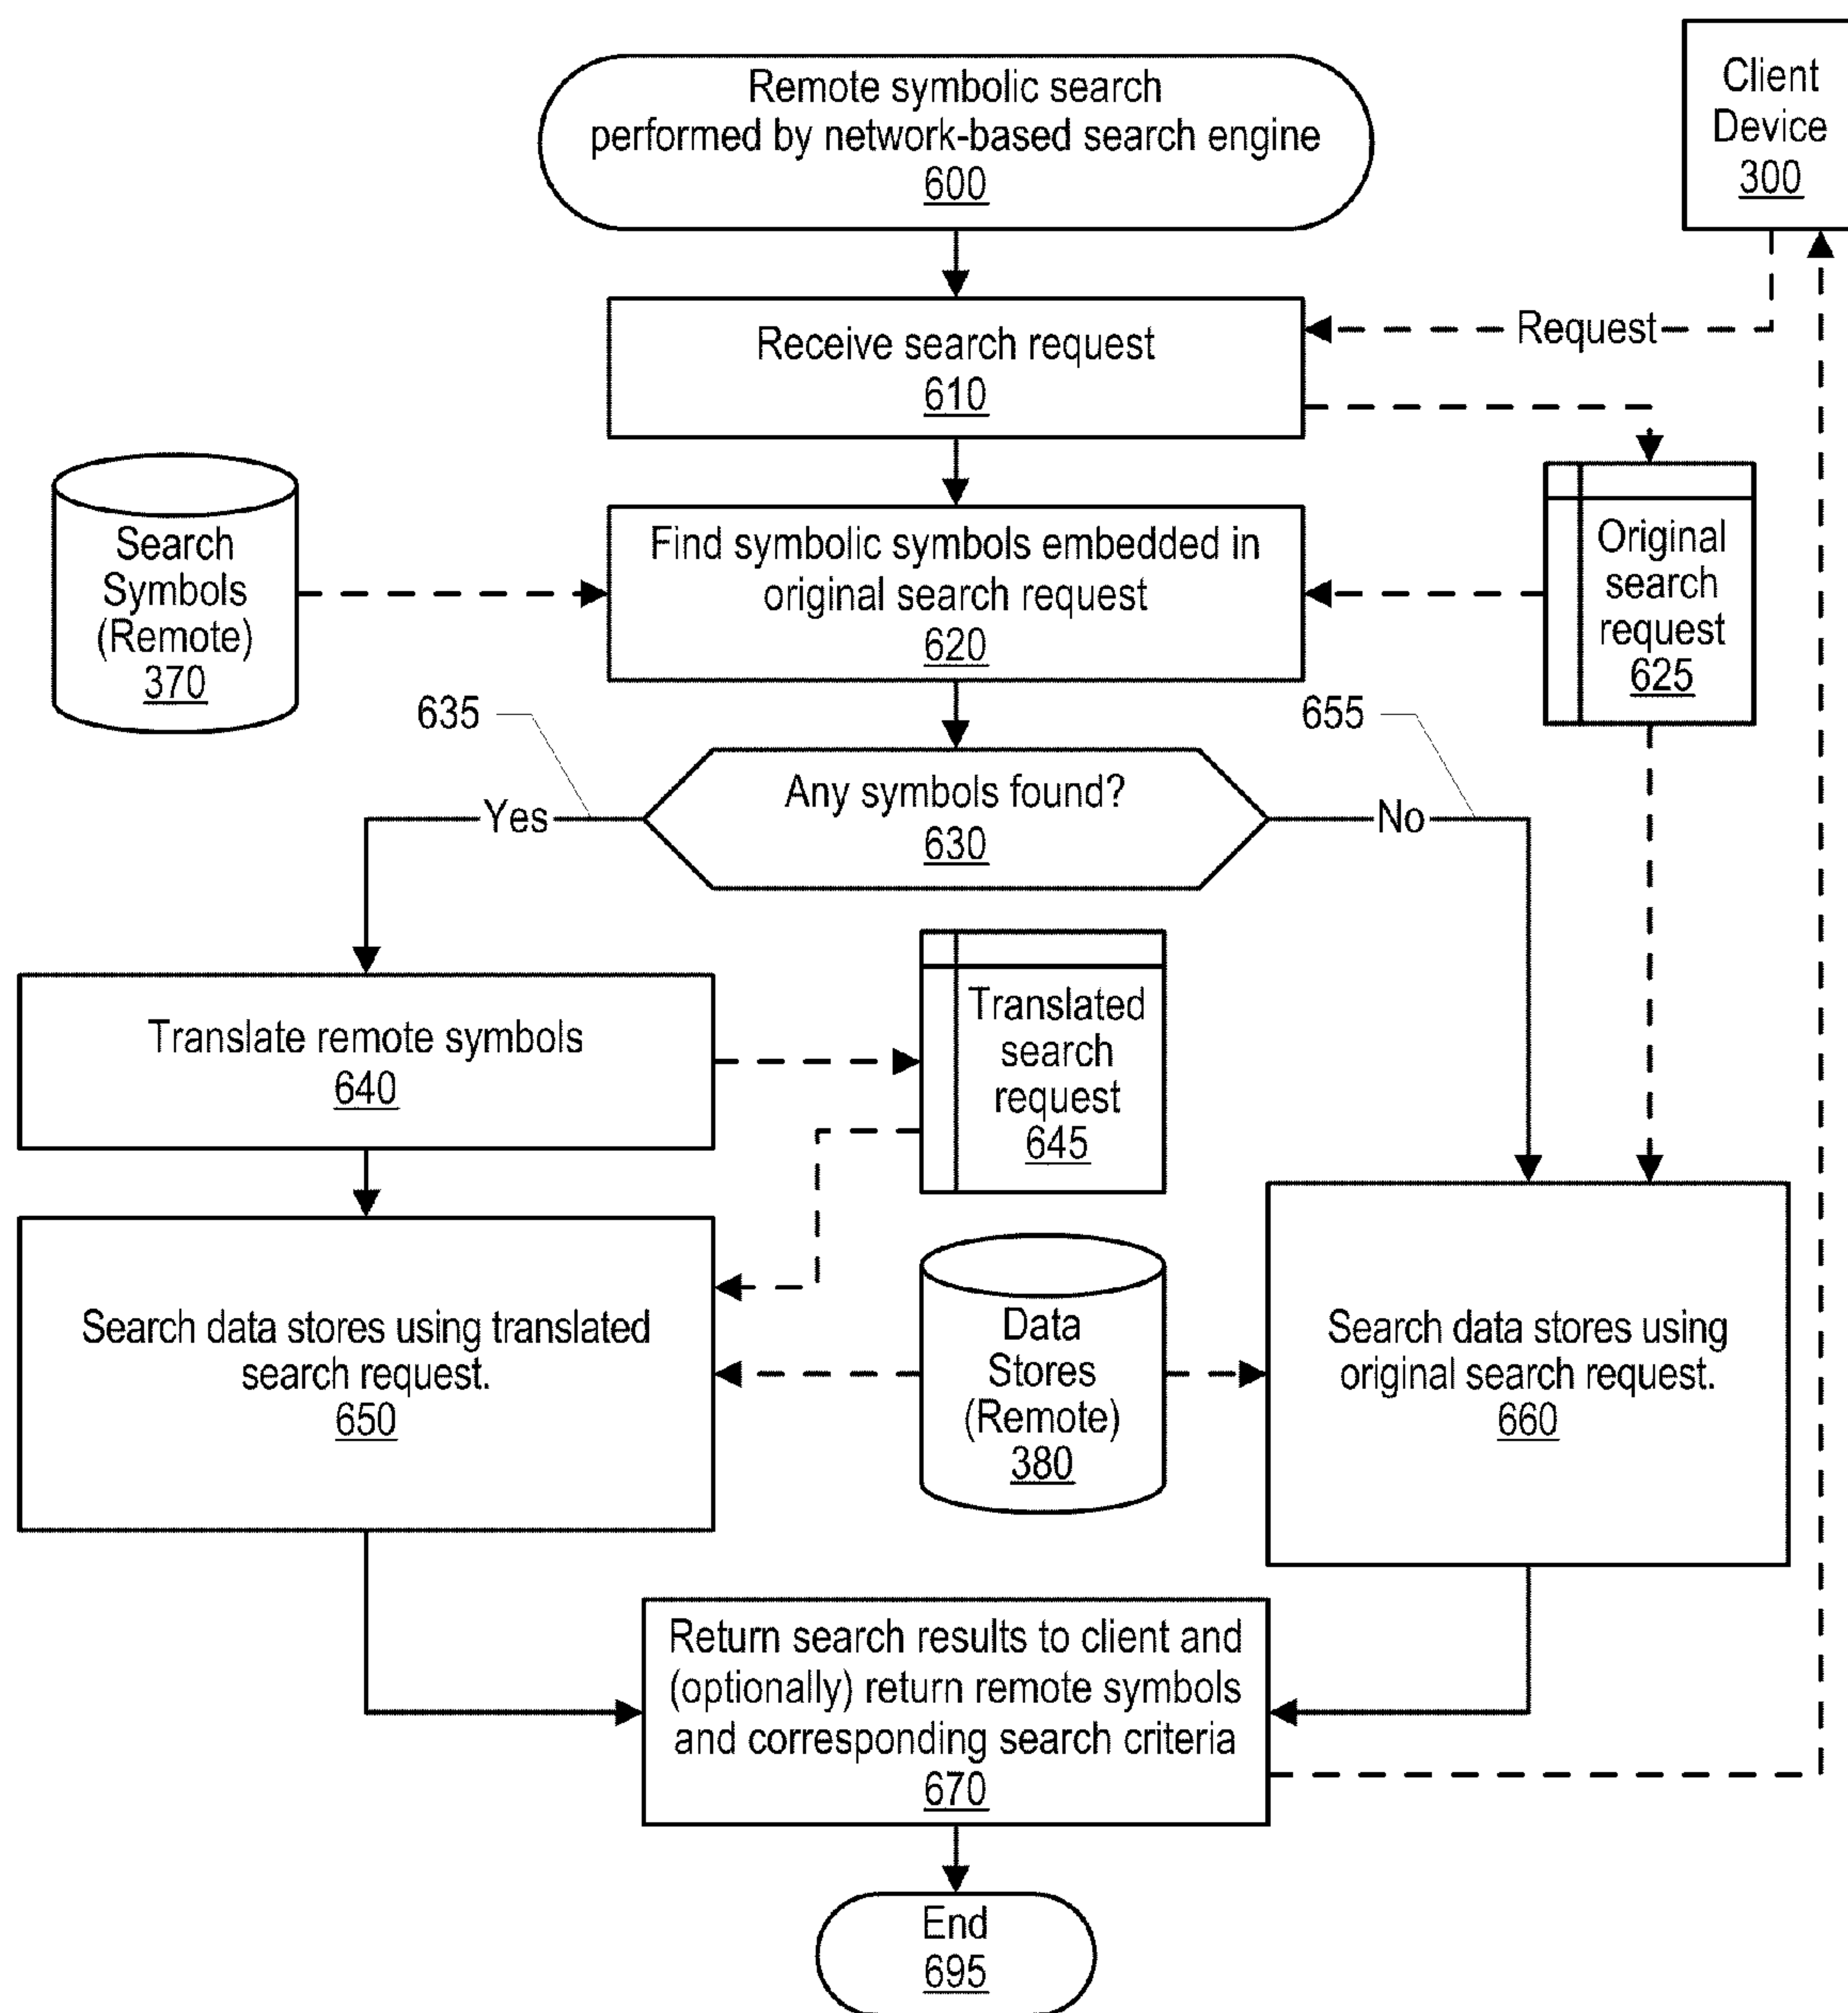 Remote symbolic search
performed by network-based search engine
600
Client
Device
300
Request
Receive search request
610
Search
Symbols
(Remote)
370
Find symbolic symbols embedded in
original search request
620
Original
search
request
625
635
655
Any symbols found?
630
Yes
No
Translate remote symbols
640
Translated
search
request
645
Search data stores using translated
search request.
650
Data
Stores
(Remote)
380
Search data stores using
original search request.
660
Return search results to client and
(optionally) return remote symbols
and corresponding search criteria
670
End
695